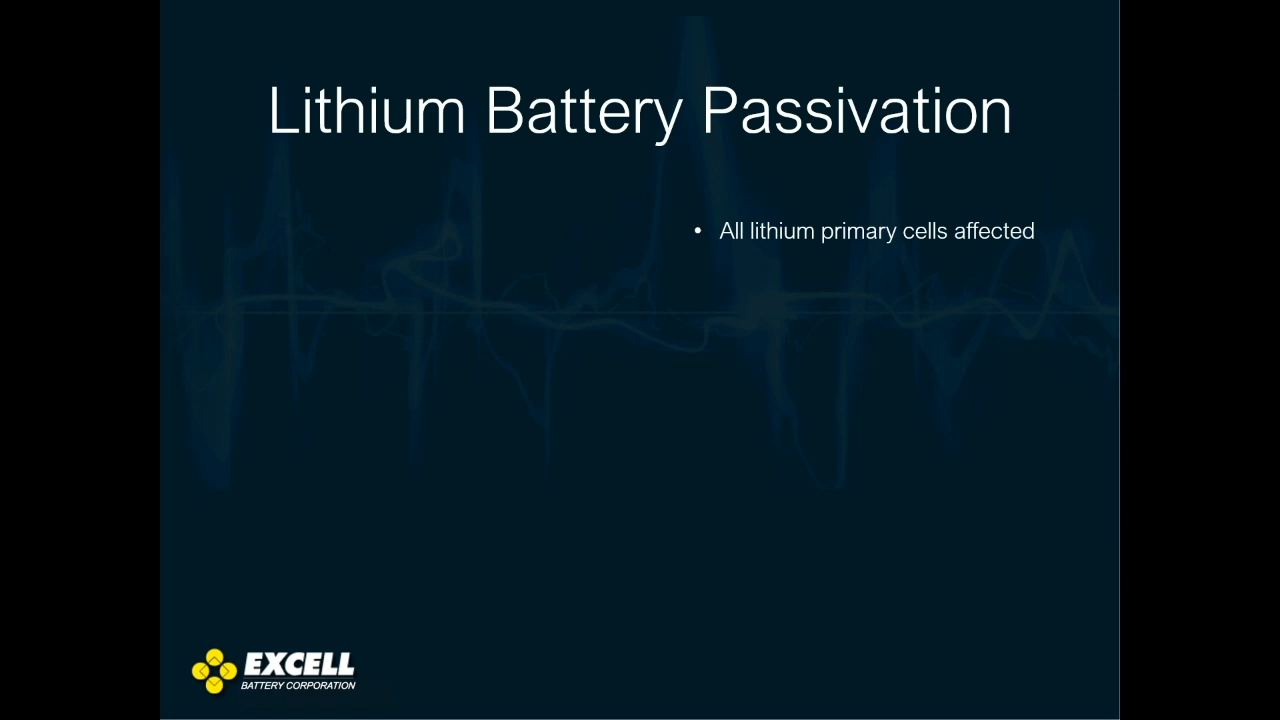 Lithium Battery Passivation
• All lithium primary cells affected
EXCELL
BATTERY CORPORATION